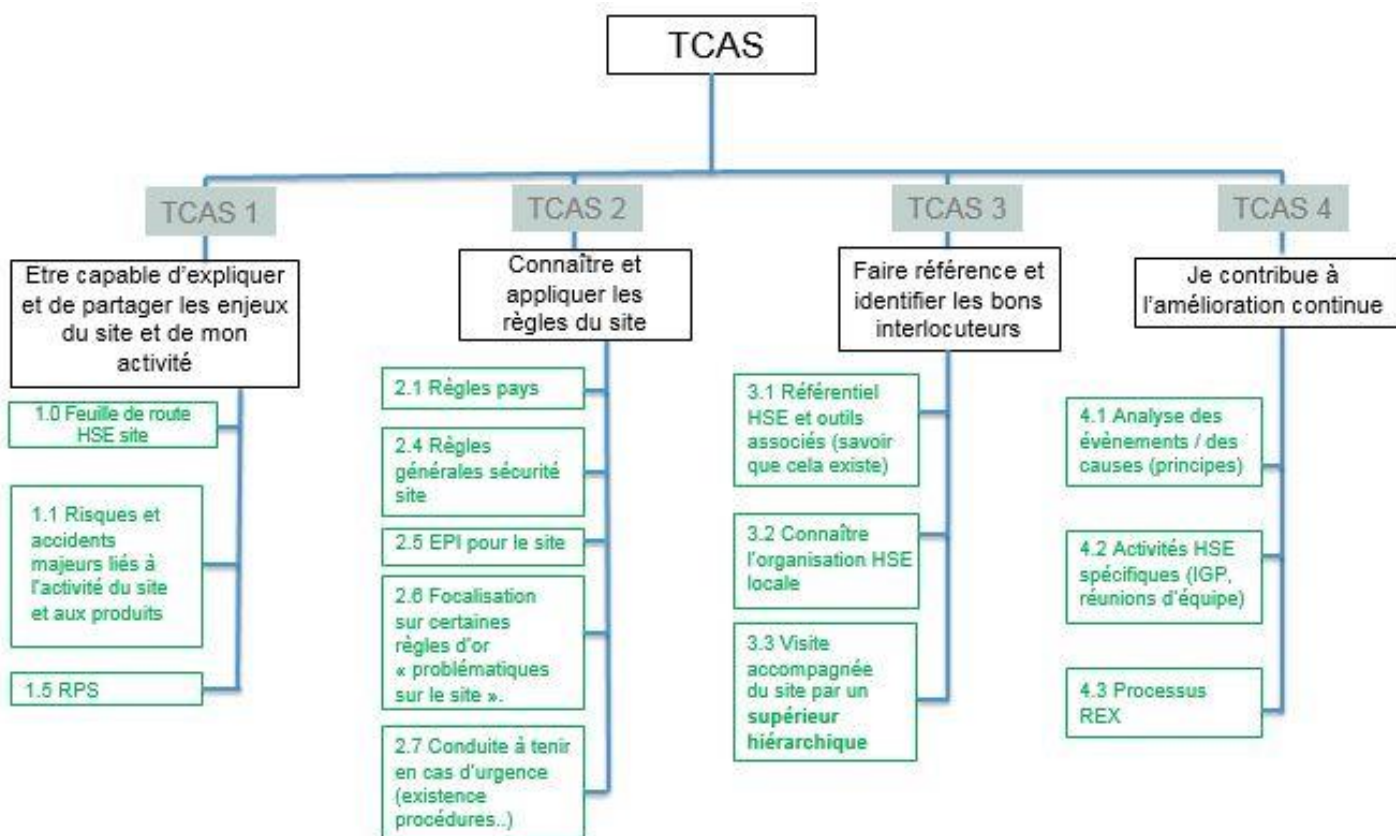 TCAS
TCAS 1
Etre capable d'expliquer
et de partager les enjeux
du site et de mon
activité
1.0 Feuille de route
HSE site
1.1 Risques et
accidents
majeurs liés à
l'activité du site
et aux produits
1.5 RPS
TCAS 2
Connaître et
appliquer les
règles du site
2.1 Règles pays
2.4 Règles
générales sécurité
site
2.5 EPI pour le site
2.6 Focalisation
sur certaines
règles d'or
« problématiques
sur le site ».
2.7 Conduite à tenir
en cas d'urgence
(existence
procédures..)
TCAS 3
Faire référence et
identifier les bons
interlocuteurs
3.1 Référentiel
HSE et outils
associés (savoir
que cela existe)
3.2 Connaître
l'organisation HSE
locale
3.3 Visite
accompagnée
du site par un
supérieur
hiérarchique
TCAS 4
Je contribue à
l'amélioration continue
4.1 Analyse des
évènements / des
causes (principes)
4.2 Activités HSE
spécifiques (IGP,
réunions d'équipe)
4.3 Processus
REX